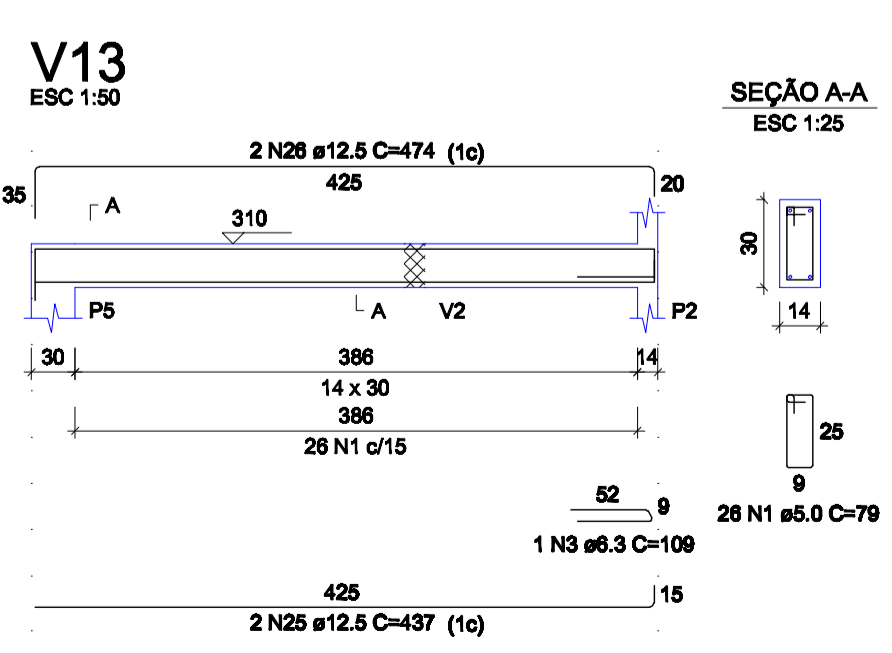 V13
ESC 1:50
SEÇÃO A-A
ESC 1:25
2 N26 ø12.5 C=474 (1c)
425
35
20
A
310
30
14
P5
A
V2
P2
30
386
14
14 x 30
386
26 N1 c/15
25
9
26 N1 ø5.0 C=79
52
9
1 N3 ø6.3 C=109
425
15
2 N25 ø12.5 C=437 (1c)